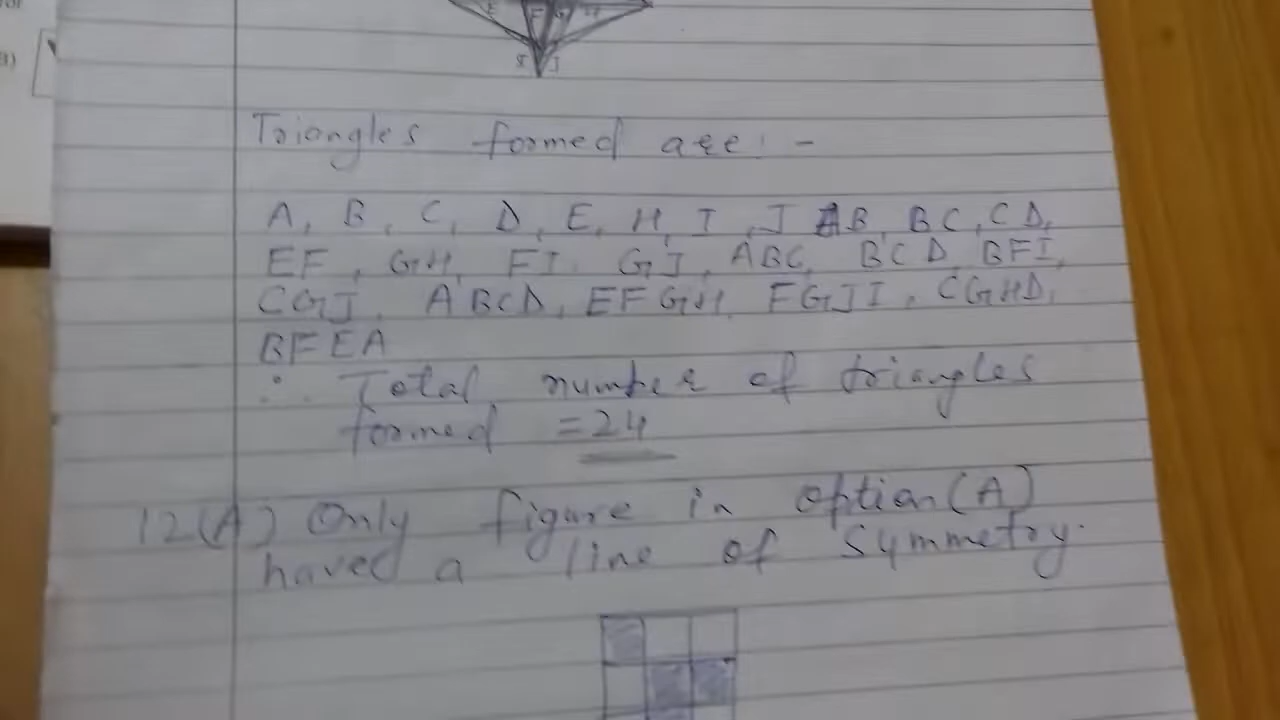 E F G H
I J
Triangles formed are: -
A, B, C, D, E, H, I, J AB, BC, CD,
EF, GH, FI, GJ, ABC, BCD, BFI,
CGJ, ABCD, EFGH, FGJI, CGHD,
BFEA
∴ Total number of triangles
formed = 24
12(A) Only figure in option(A)
haved a line of Symmetry.